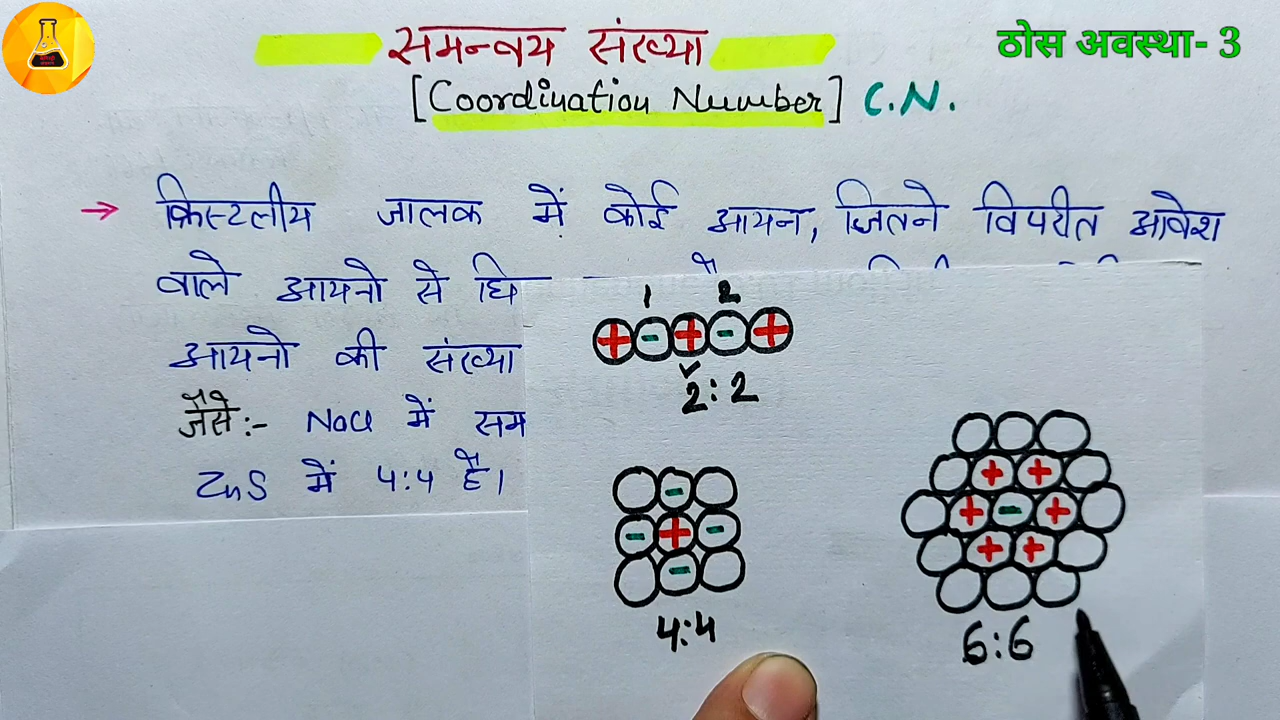 समन्वय संख्या
ठोस अवस्था- 3
[Coordination Number] C.N.
→ क्रिस्टलीय जालक में कोई आयन, जितने विपरीत आवेश
वाले आयनो से घि
आयनो की संख्या
जैसे:- NaCl में सम
ZnS में 4:4 है।
1 2
+ - + - +
2:2
-
- + -
-
4:4
+ +
+ - +
+ +
6:6